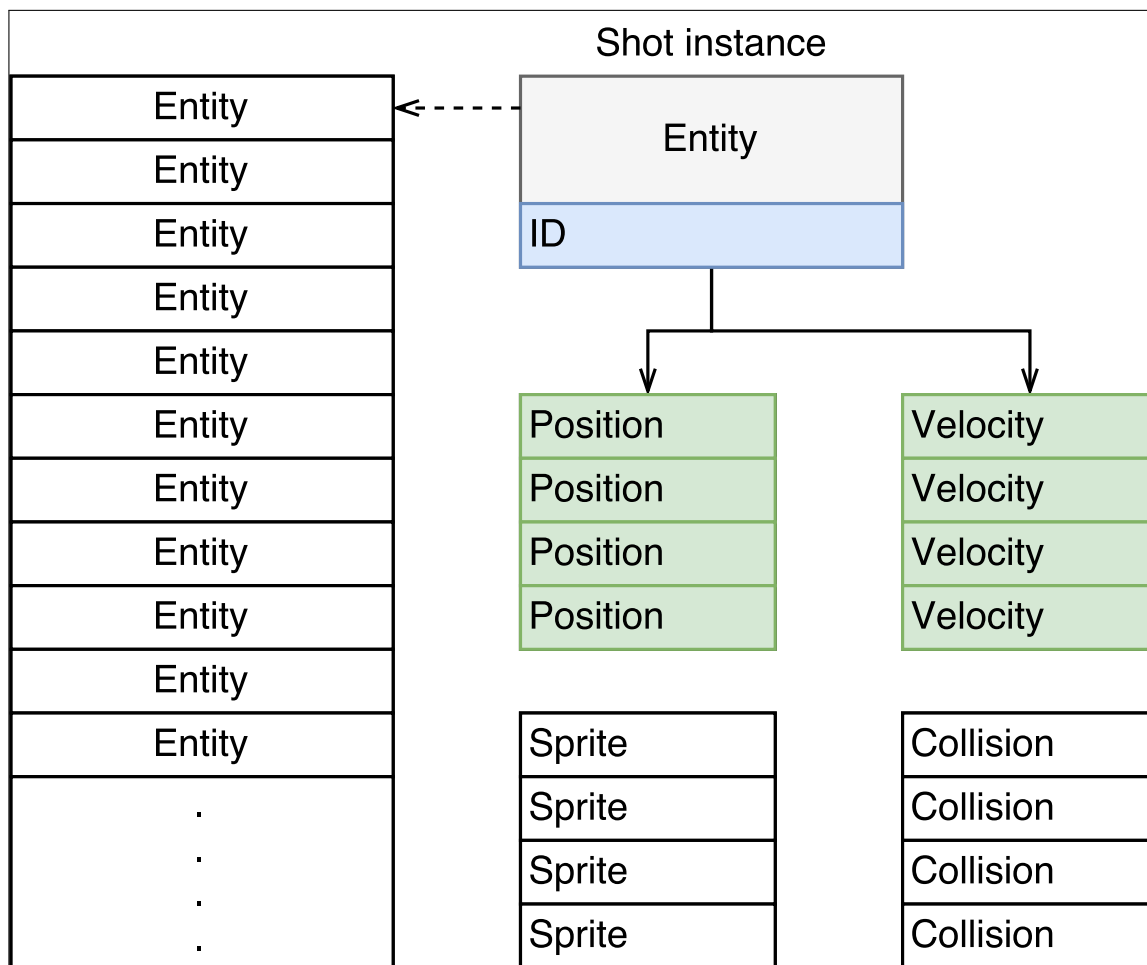 Shot instance
Entity
Entity
Entity
Entity
Entity
Entity
Entity
Entity
Entity
Entity
Entity
.
.
.
.
Entity
ID
Position
Position
Position
Position
Velocity
Velocity
Velocity
Velocity
Sprite
Sprite
Sprite
Sprite
Collision
Collision
Collision
Collision